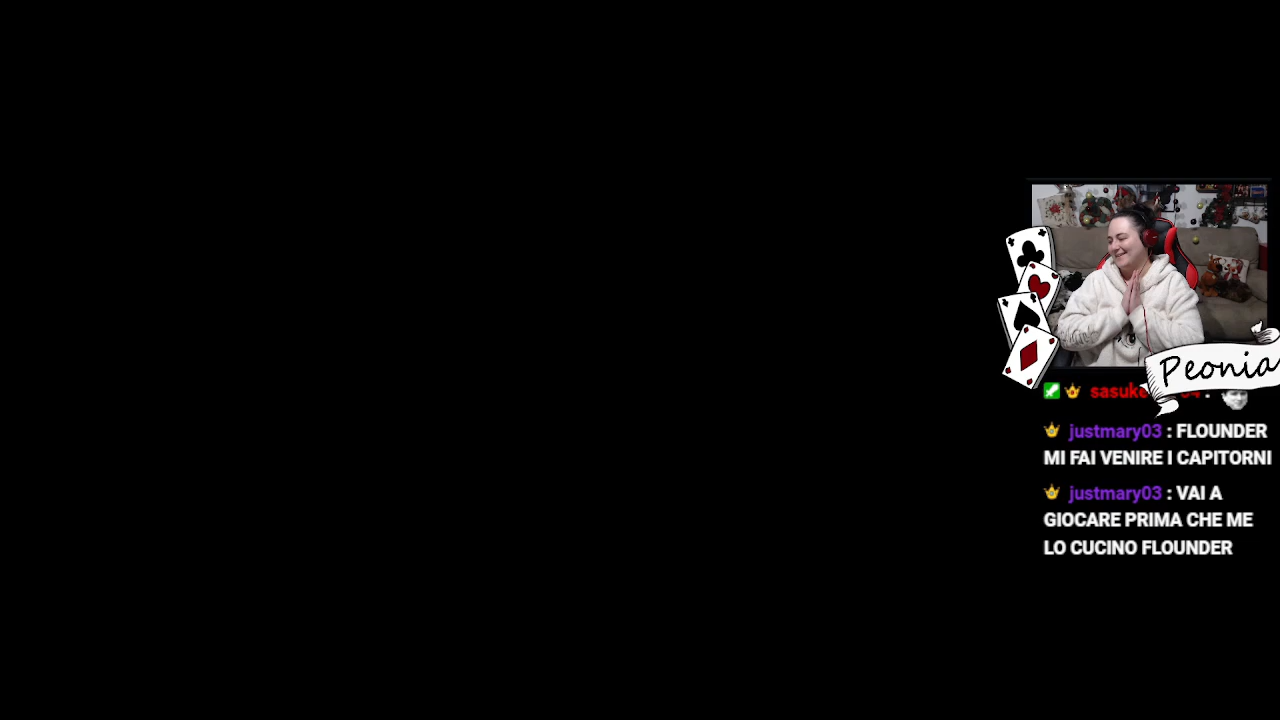 Peonia
justmary03 : FLOUNDER
MI FAI VENIRE I CAPITORNI
justmary03 : VAI A
GIOCARE PRIMA CHE ME
LO CUCINO FLOUNDER